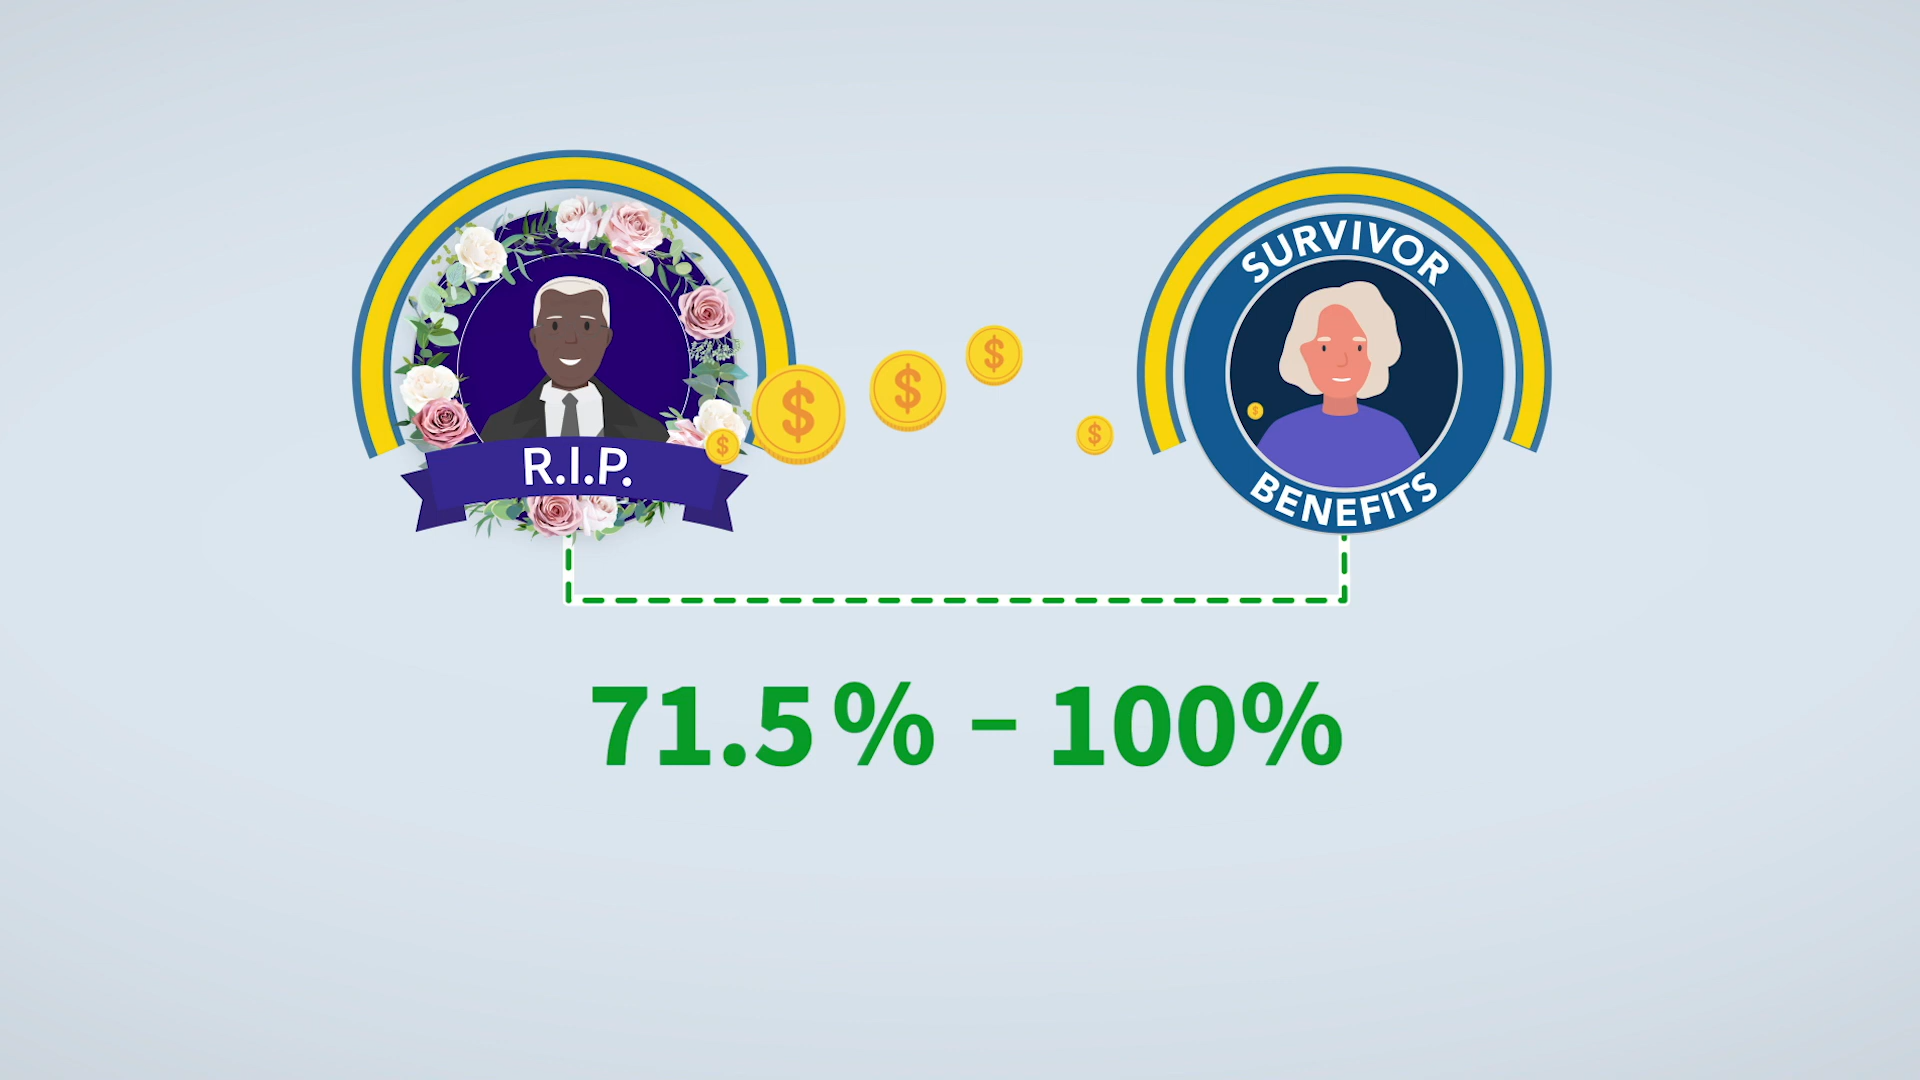 SURVIVOR
BENEFITS
R.I.P.
$
$
$
$
$
$
71.5% – 100%